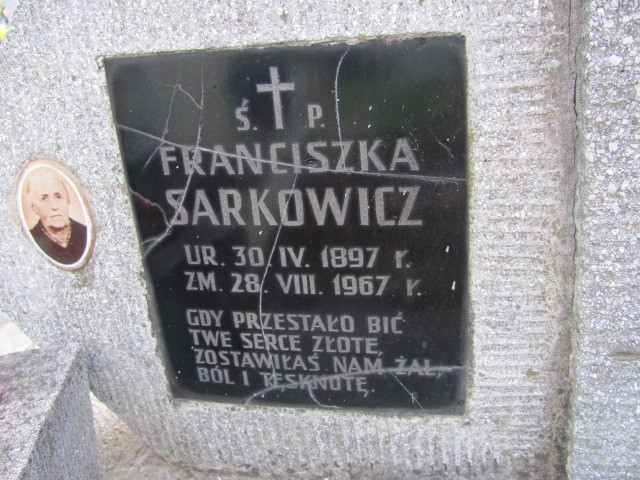 Ś. P.
FRANCISZKA
SARKOWICZ
UR. 30 IV. 1897 r.
ZM. 28 VIII. 1967 r.
GDY PRZESTAŁO BIĆ
TWE SERCE ZŁOTE,
ZOSTAWIŁAŚ NAM ŻAL,
BÓL I TĘSKNOTĘ.